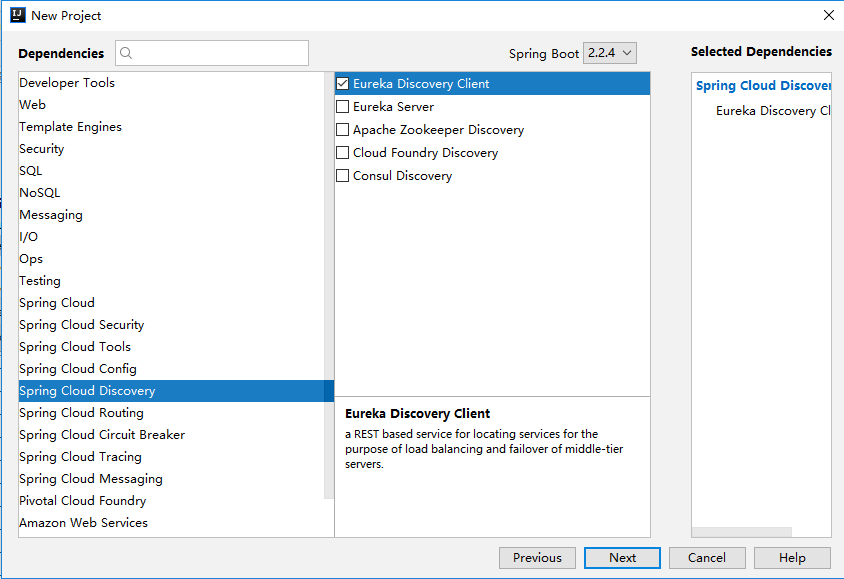 New Project
Dependencies
Spring Boot 2.2.4
Selected Dependencies
Developer Tools
Web
Template Engines
Security
SQL
NoSQL
Messaging
I/O
Ops
Testing
Spring Cloud
Spring Cloud Security
Spring Cloud Tools
Spring Cloud Config
Spring Cloud Discovery
Spring Cloud Routing
Spring Cloud Circuit Breaker
Spring Cloud Tracing
Spring Cloud Messaging
Pivotal Cloud Foundry
Amazon Web Services
Eureka Discovery Client
Eureka Server
Apache Zookeeper Discovery
Cloud Foundry Discovery
Consul Discovery
Eureka Discovery Client
a REST based service for locating services for the
purpose of load balancing and failover of middle-tier
servers.
Spring Cloud Discover
Eureka Discovery Cl
Previous
Next
Cancel
Help